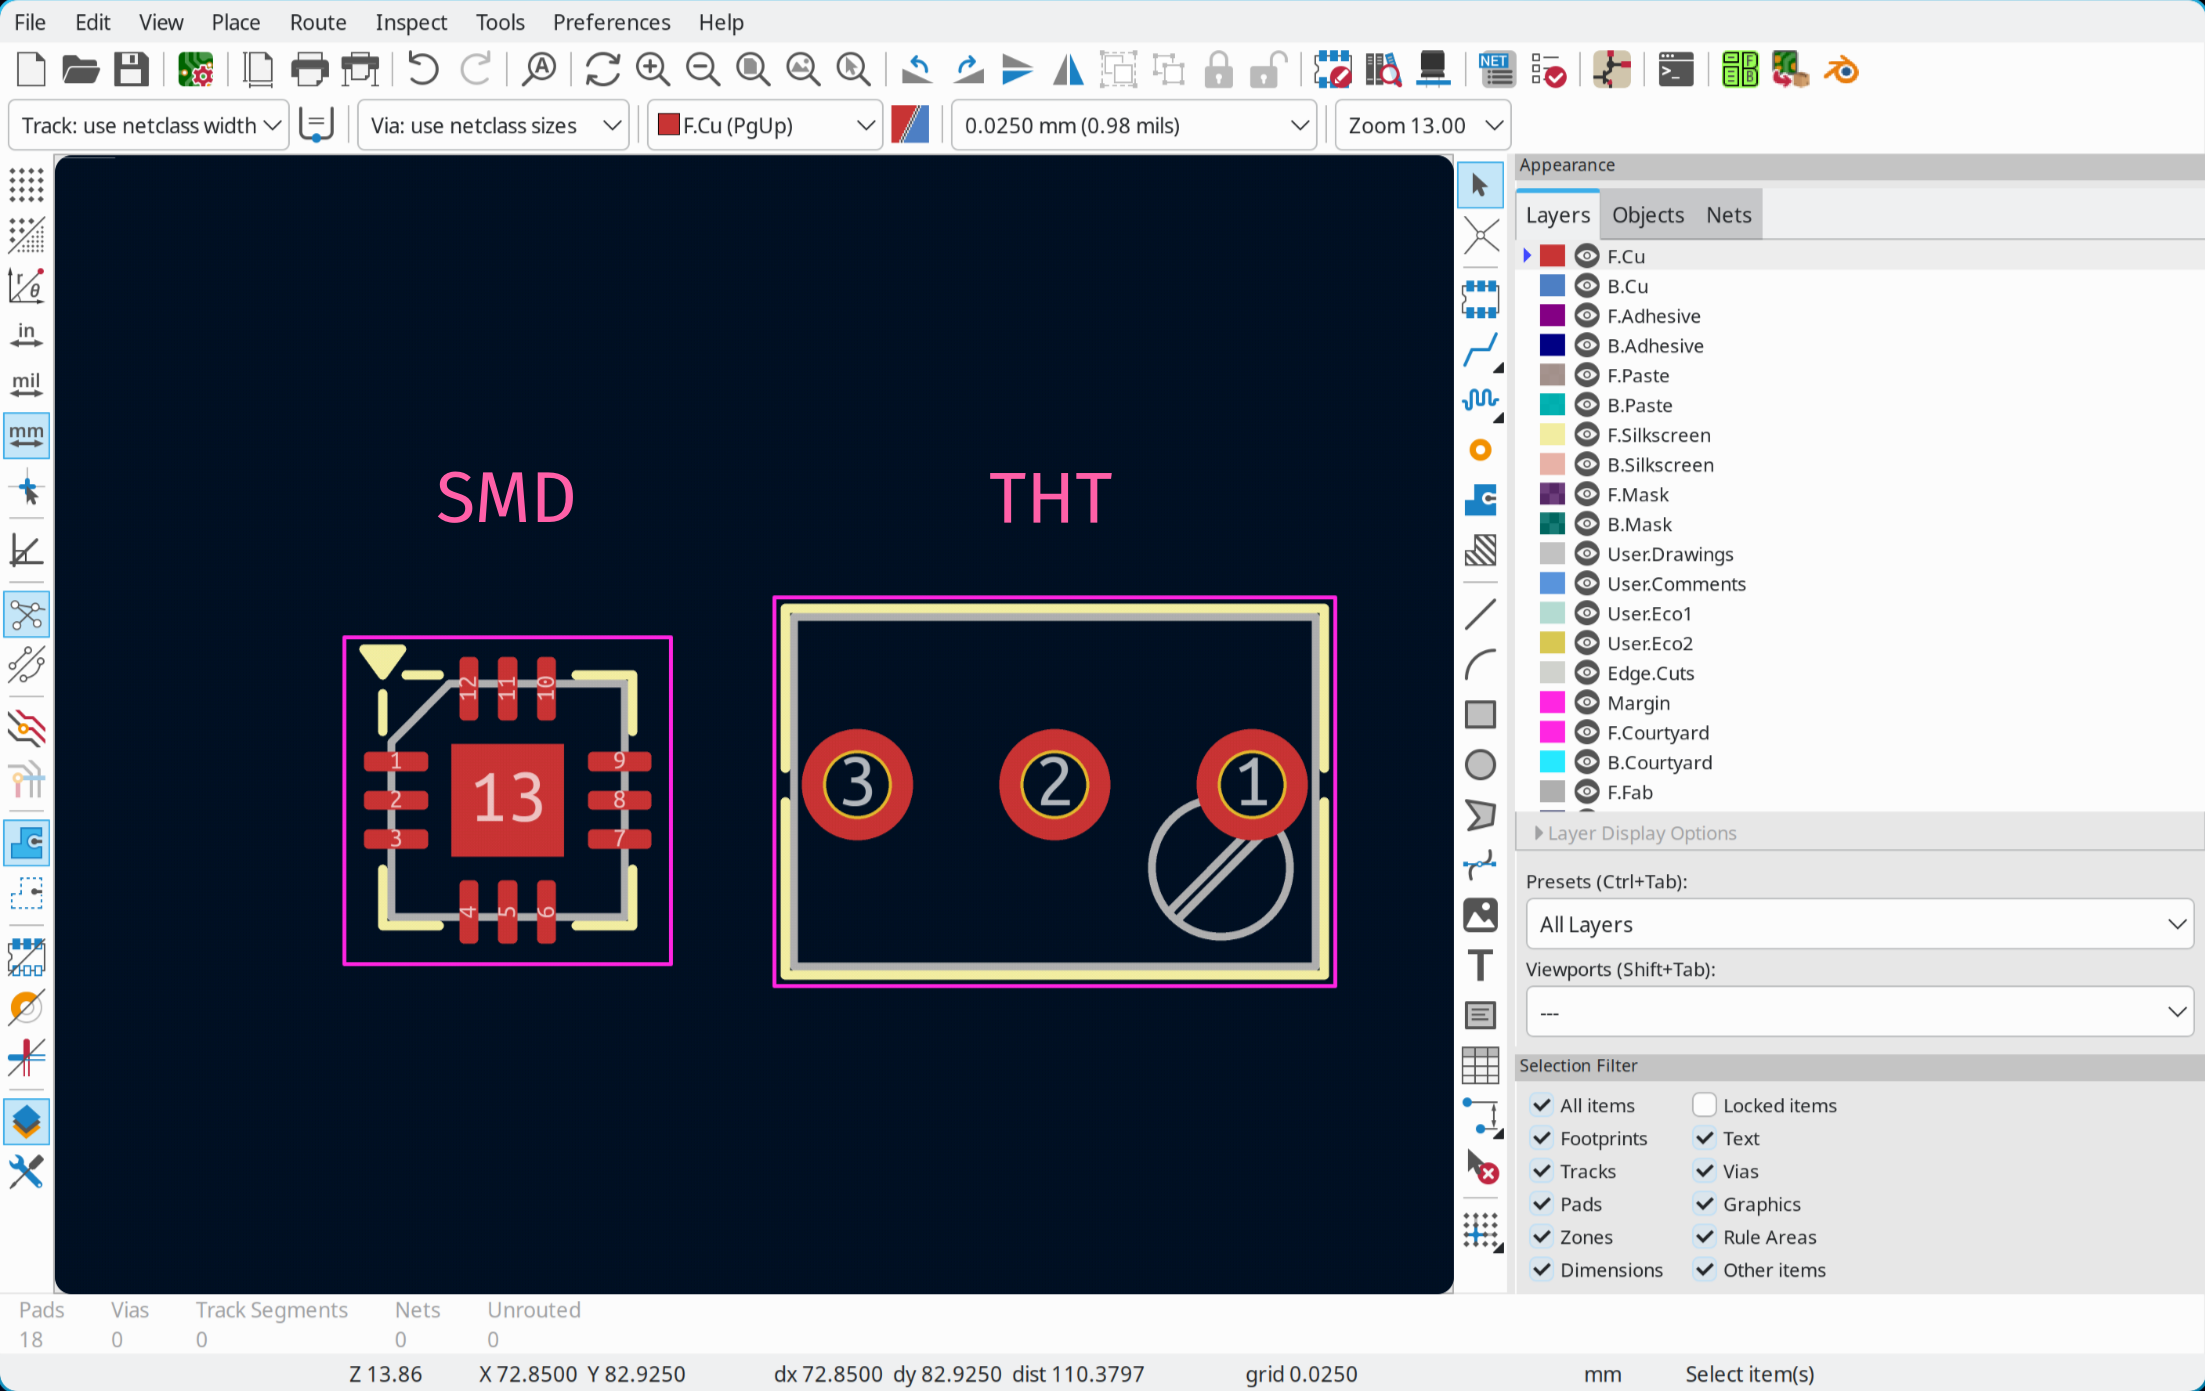 File Edit View Place Route Inspect Tools Preferences Help
Track: use netclass width Via: use netclass sizes F.Cu (PgUp) 0.0250 mm (0.98 mils) Zoom 13.00
NET
in
mil
mm
r
θ
SMD THT
12 11 10
1 9
2 13 8
3 7
4 5 6
3 2 1
Appearance
Layers Objects Nets
F.Cu
B.Cu
F.Adhesive
B.Adhesive
F.Paste
B.Paste
F.Silkscreen
B.Silkscreen
F.Mask
B.Mask
User.Drawings
User.Comments
User.Eco1
User.Eco2
Edge.Cuts
Margin
F.Courtyard
B.Courtyard
F.Fab
Layer Display Options
Presets (Ctrl+Tab):
All Layers
Viewports (Shift+Tab):
---
Selection Filter
All items Locked items
Footprints Text
Tracks Vias
Pads Graphics
Zones Rule Areas
Dimensions Other items
Pads Vias Track Segments Nets Unrouted
18 0 0 0 0
Z 13.86 X 72.8500 Y 82.9250 dx 72.8500 dy 82.9250 dist 110.3797 grid 0.0250 mm Select item(s)